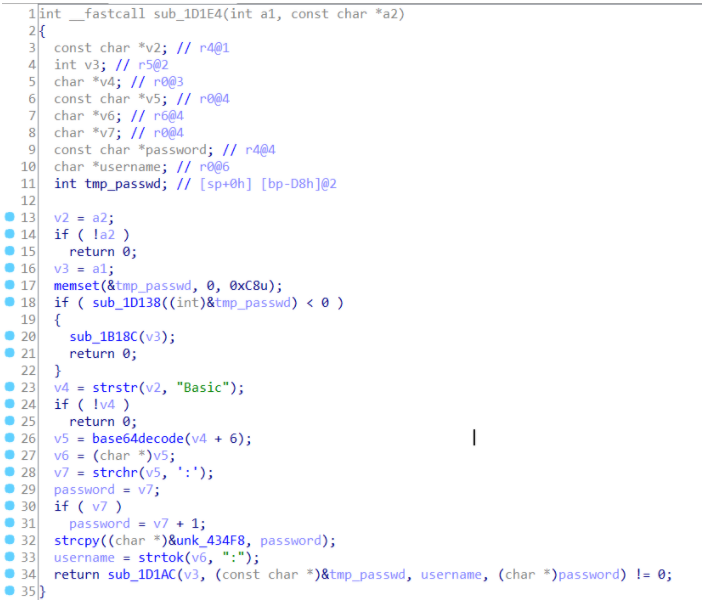 1 int __fastcall sub_1D1E4(int a1, const char *a2)
2 {
3 const char *v2; // r4@1
4 int v3; // r5@2
5 char *v4; // r0@3
6 const char *v5; // r0@4
7 char *v6; // r6@4
8 char *v7; // r0@4
9 const char *password; // r4@4
10 char *username; // r0@6
11 int tmp_passwd; // [sp+0h] [bp-D8h]@2
12
13 v2 = a2;
14 if ( !a2 )
15 return 0;
16 v3 = a1;
17 memset(&tmp_passwd, 0, 0xC8u);
18 if ( sub_1D138((int)&tmp_passwd) < 0 )
19 {
20 sub_1B18C(v3);
21 return 0;
22 }
23 v4 = strstr(v2, "Basic");
24 if ( !v4 )
25 return 0;
26 v5 = base64decode(v4 + 6);
27 v6 = (char *)v5;
28 v7 = strchr(v5, ':');
29 password = v7;
30 if ( v7 )
31 password = v7 + 1;
32 strcpy((char *)&unk_434F8, password);
33 username = strtok(v6, ":");
34 return sub_1D1AC(v3, (const char *)&tmp_passwd, username, (char *)password) != 0;
35 }